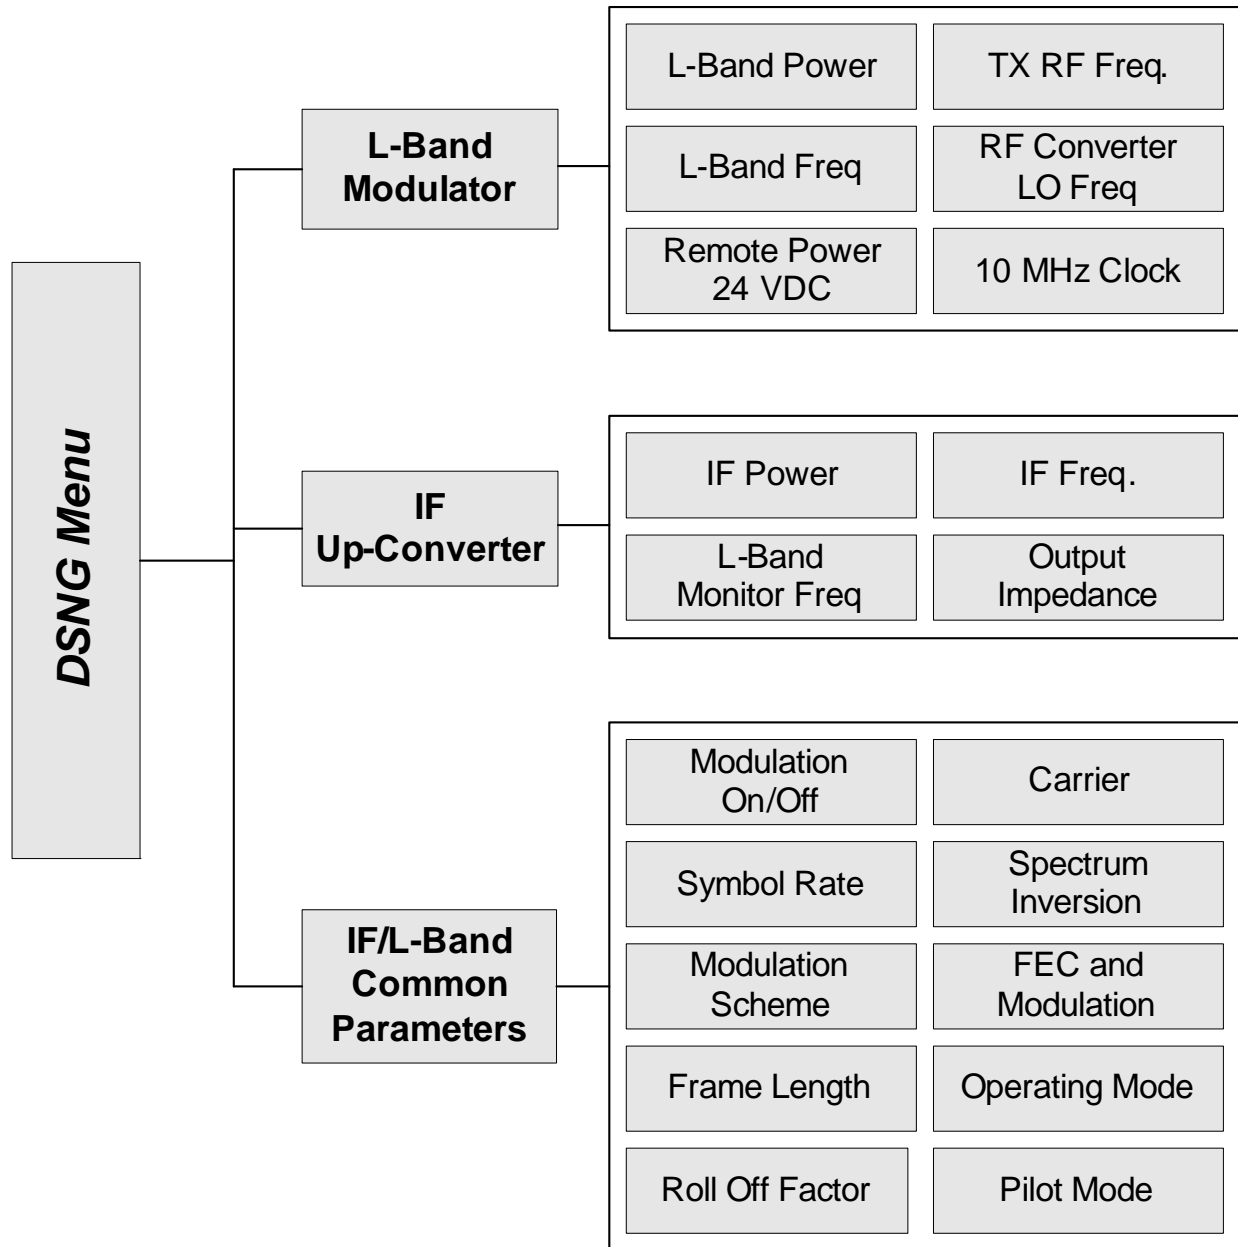 DSNG Menu
L-Band
Modulator
L-Band Power
TX RF Freq.
L-Band Freq
RF Converter
LO Freq
Remote Power
24 VDC
10 MHz Clock
IF
Up-Converter
IF Power
IF Freq.
L-Band
Monitor Freq
Output
Impedance
IF/L-Band
Common
Parameters
Modulation
On/Off
Carrier
Symbol Rate
Spectrum
Inversion
Modulation
Scheme
FEC and
Modulation
Frame Length
Operating Mode
Roll Off Factor
Pilot Mode